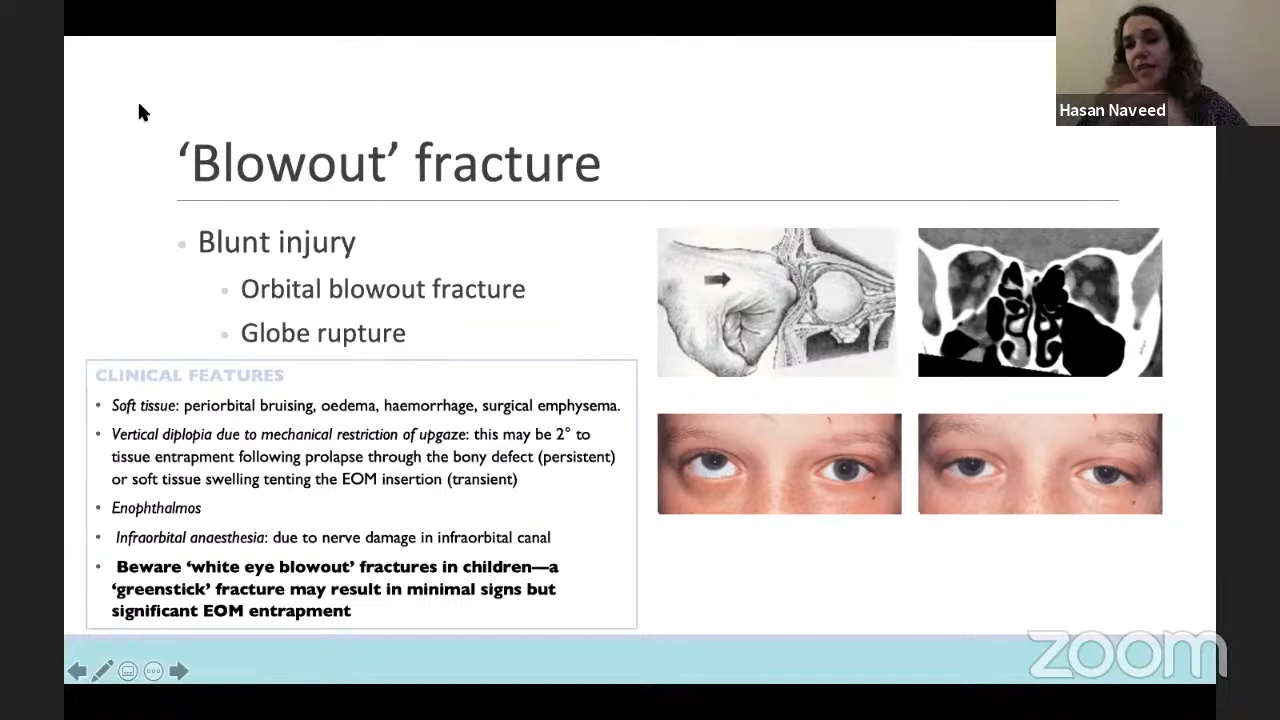 Hasan Naveed
‘Blowout’ fracture
• Blunt injury
• Orbital blowout fracture
• Globe rupture
CLINICAL FEATURES
• Soft tissue: periorbital bruising, oedema, haemorrhage, surgical emphysema.
• Vertical diplopia due to mechanical restriction of upgaze: this may be 2° to
tissue entrapment following prolapse through the bony defect (persistent)
or soft tissue swelling tenting the EOM insertion (transient)
• Enophthalmos
• Infraorbital anaesthesia: due to nerve damage in infraorbital canal
• Beware ‘white eye blowout’ fractures in children—a
‘greenstick’ fracture may result in minimal signs but
significant EOM entrapment
zoom